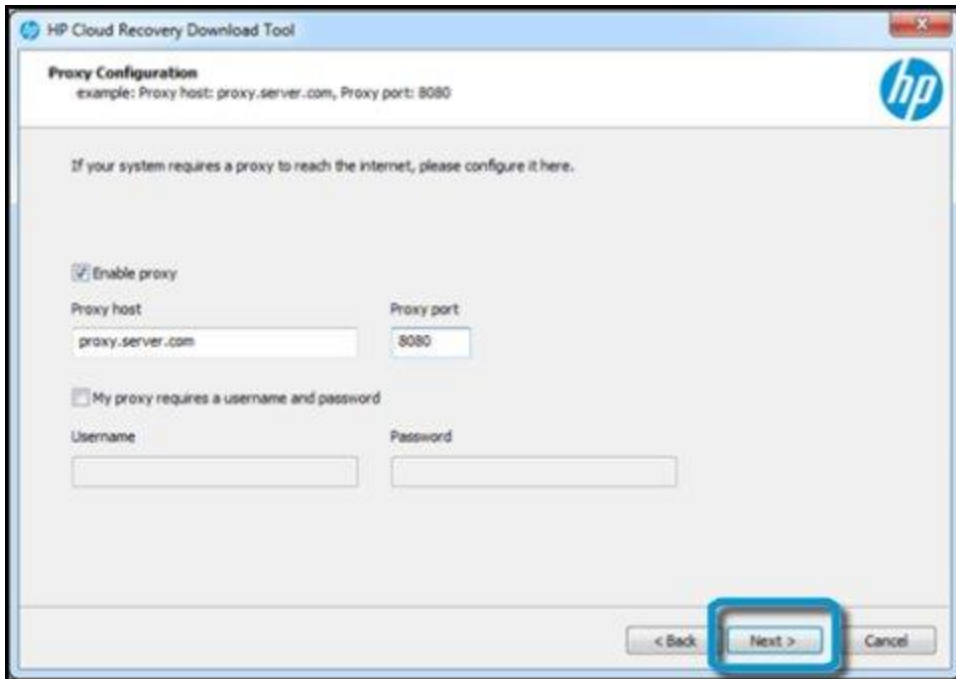 HP Cloud Recovery Download Tool
Proxy Configuration
example: Proxy host: proxy.server.com, Proxy port: 8080
hp
If your system requires a proxy to reach the internet, please configure it here.
Enable proxy
Proxy host
Proxy port
proxy.server.com
8080
My proxy requires a username and password
Username
Password
< Back
Next >
Cancel